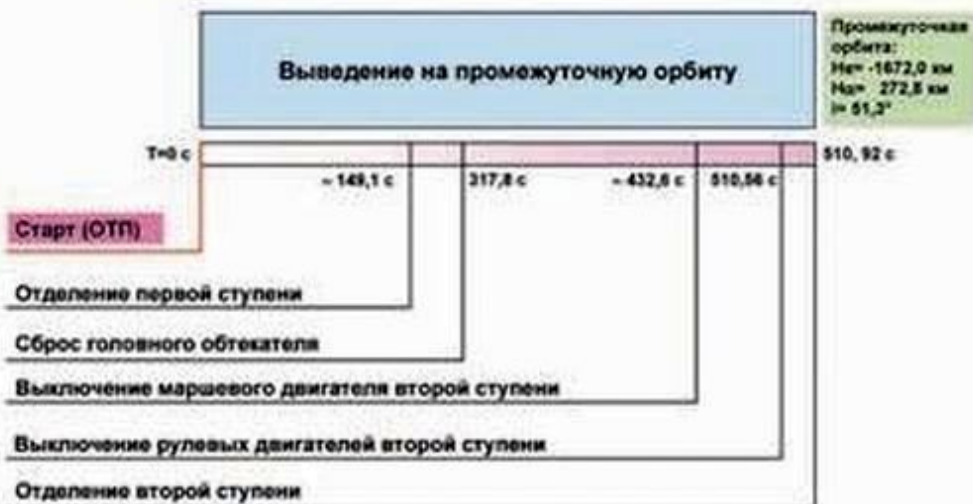 Выведение на промежуточную орбиту
Промежуточная
орбита:
Нπ= -1672,0 км
Нα= 272,8 км
i= 51,3°
T=0 с
510, 92 с
~ 149,1 с
317,8 с
~ 432,6 с
510,56 с
Старт (ОТП)
Отделение первой ступени
Сброс головного обтекателя
Выключение маршевого двигателя второй ступени
Выключение рулевых двигателей второй ступени
Отделение второй ступени